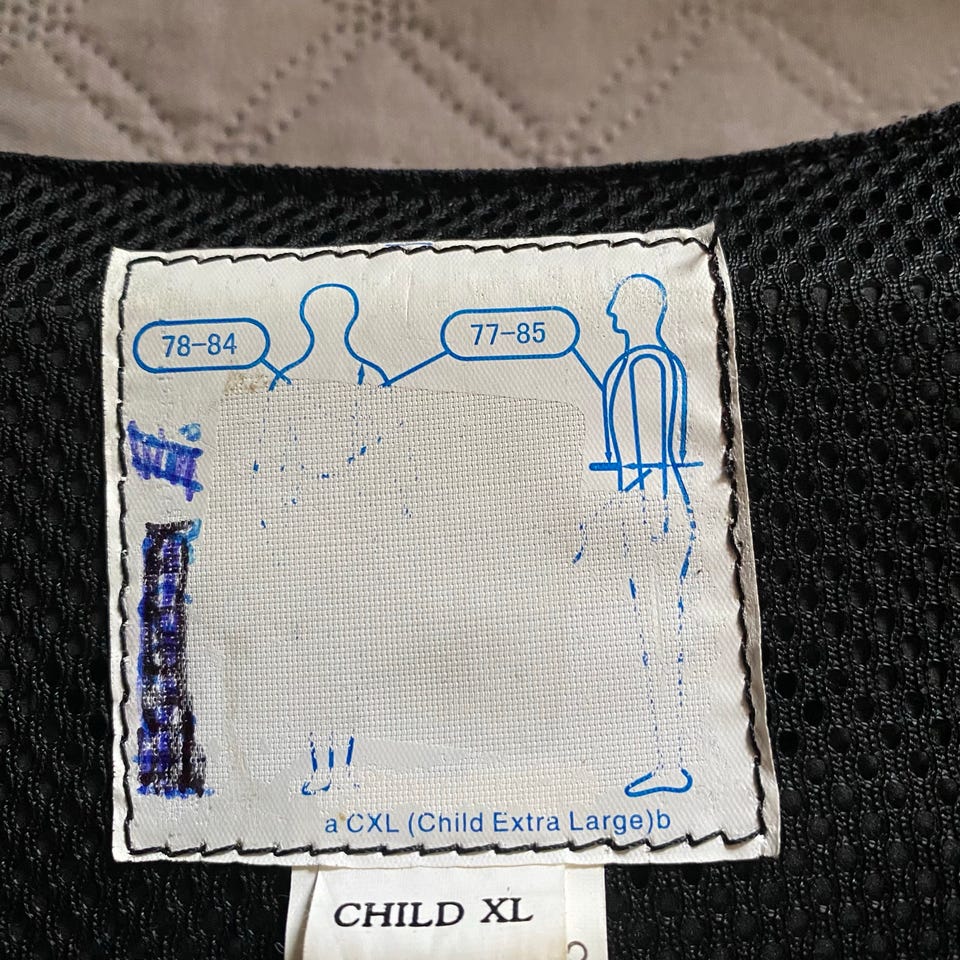 78-84
77-85
a CXL (Child Extra Large)b
CHILD XL